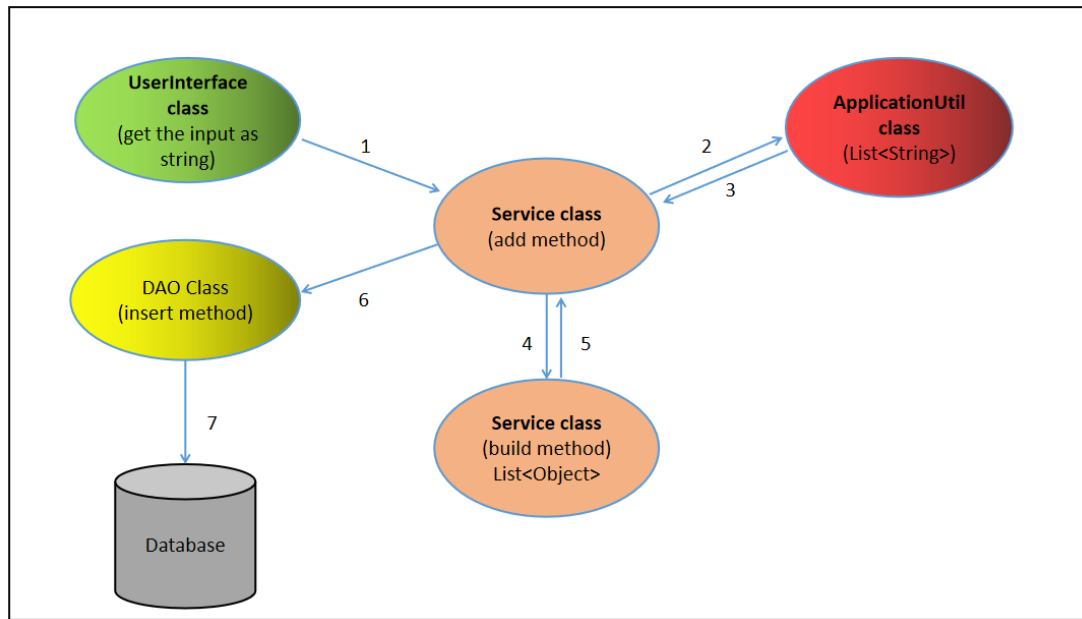 UserInterface
class
(get the input as
string)
1
2
3
ApplicationUtil
class
(List<String>)
Service class
(add method)
DAO Class
(insert method)
6
4
5
Service class
(build method)
List<Object>
7
Database